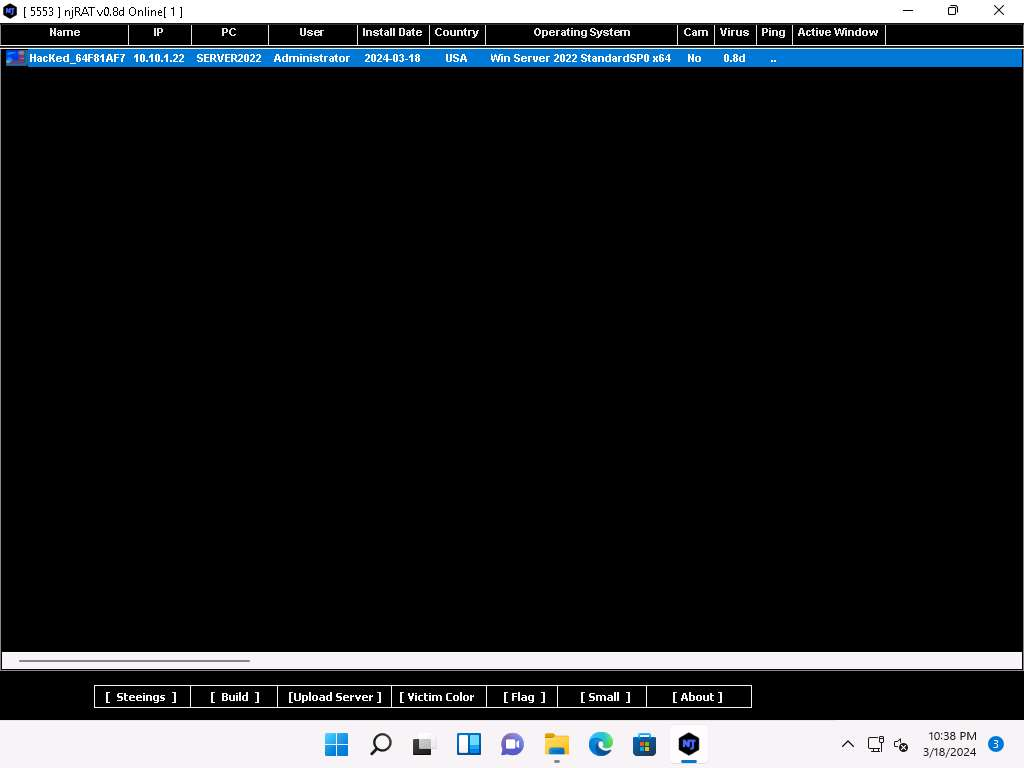 [ 5553 ] njRAT v0.8d Online[ 1 ]
Name IP PC User Install Date Country Operating System Cam Virus Ping Active Window
HacKed_64F81AF7 10.10.1.22 SERVER2022 Administrator 2024-03-18 USA Win Server 2022 StandardSP0 x64 No 0.8d ..
[ Steeings ] [ Build ] [Upload Server ] [ Victim Color [ Flag ] [ Small ] [ About ]
NJ
10:38 PM
3/18/2024
3